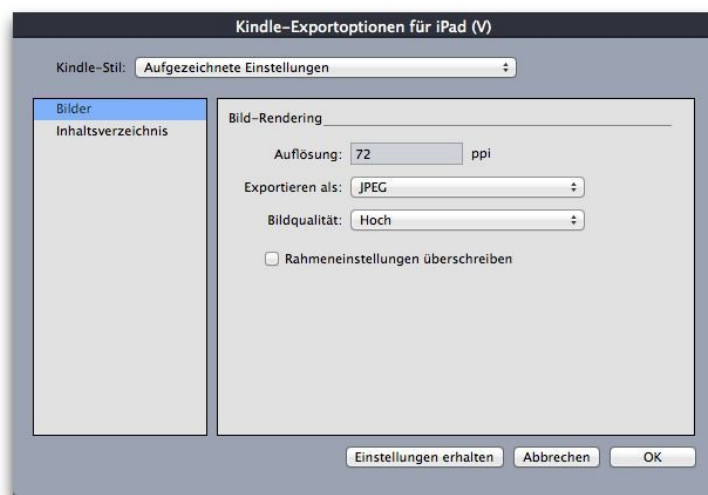 Kindle-Exportoptionen für iPad (V)
Kindle-Stil: Aufgezeichnete Einstellungen
Bilder
Inhaltsverzeichnis
Bild-Rendering
Auflösung: 72 ppi
Exportieren als: JPEG
Bildqualität: Hoch
Rahmeneinstellungen überschreiben
Einstellungen erhalten Abbrechen OK